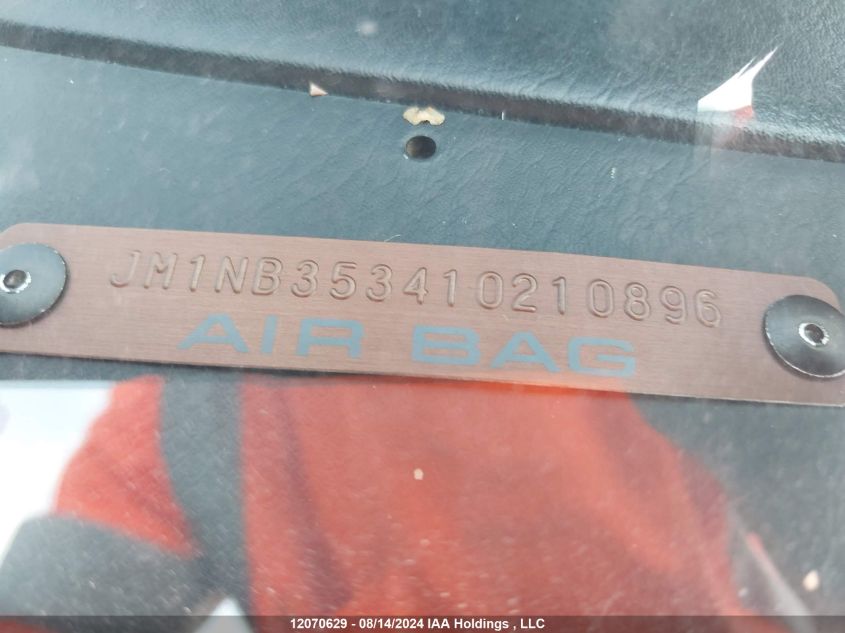 JM1NB353410210896
AIR BAG
12070629 - 08/14/2024 IAA Holdings , LLC